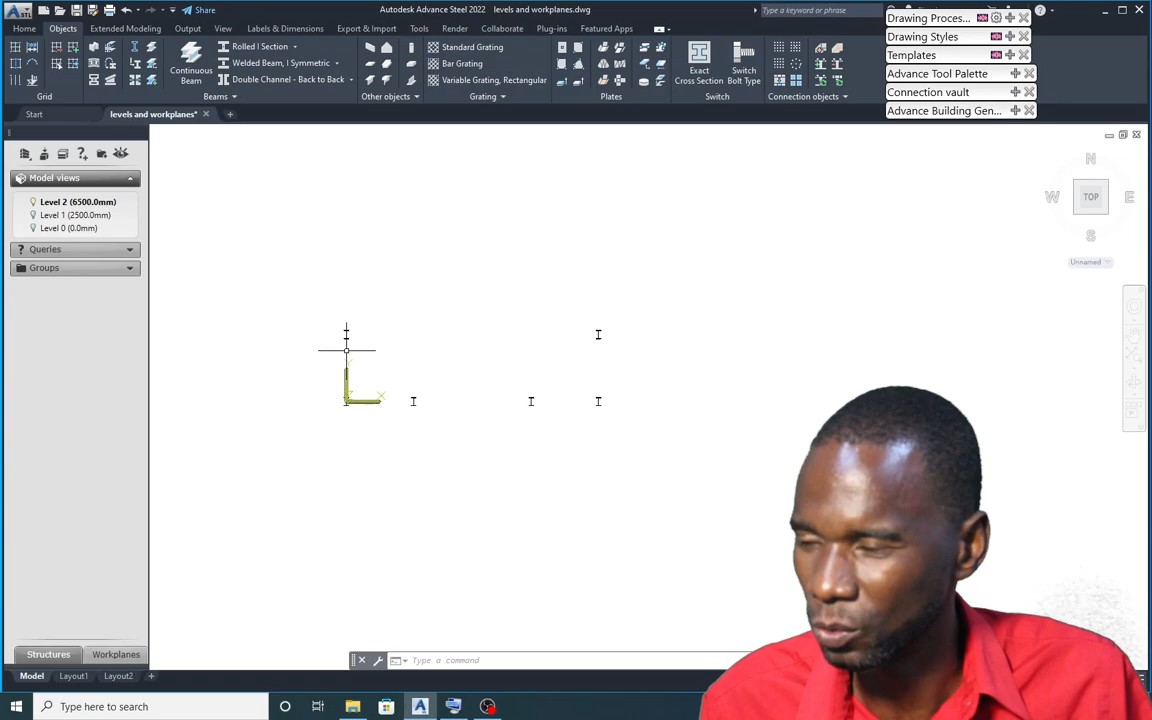 STL
Share
Autodesk Advance Steel 2022 levels and workplanes.dwg
Type a keyword or phrase
Home
Objects
Extended Modeling
Output
View
Labels & Dimensions
Export & Import
Tools
Render
Collaborate
Plug-ins
Featured Apps
Grid
Continuous
Beam
Rolled I Section
Welded Beam, I Symmetric
Double Channel - Back to Back
Beams
Other objects
Standard Grating
Bar Grating
Variable Grating, Rectangular
Grating
Plates
Exact
Cross Section
Switch
Bolt Type
Switch
Connection objects
Drawing Proces...
Drawing Styles
Templates
Advance Tool Palette
Connection vault
Advance Building Gen...
Start
levels and workplanes*
Model views
Level 2 (6500.0mm)
Level 1 (2500.0mm)
Level 0 (0.0mm)
Queries
Groups
N
W
TOP
E
S
Unnamed
X
Structures
Workplanes
Type a command
Model
Layout1
Layout2
Type here to search